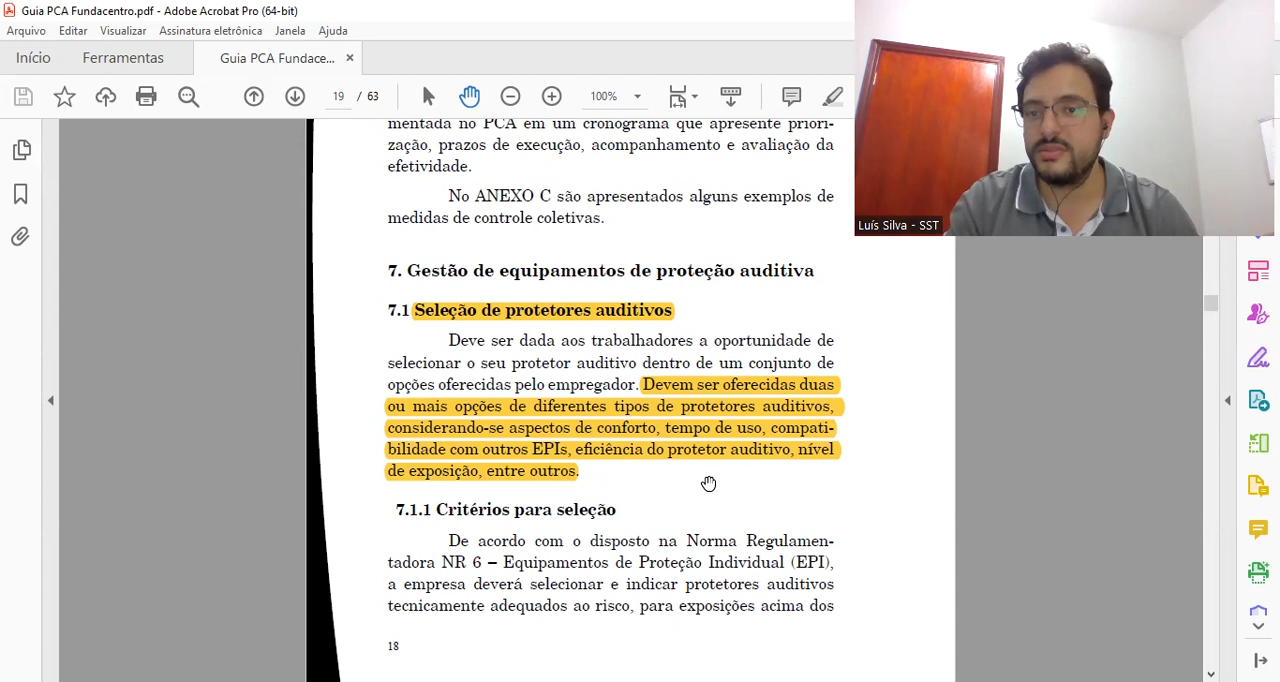 Guia PCA Fundacentro.pdf - Adobe Acrobat Pro (64-bit)
Arquivo Editar Visualizar Assinatura eletrônica Janela Ajuda
Início Ferramentas Guia PCA Fundace... ×
19 / 63 100%
mentada no PCA em um cronograma que apresente priori-
zação, prazos de execução, acompanhamento e avaliação da
efetividade.
No ANEXO C são apresentados alguns exemplos de
medidas de controle coletivas.
7. Gestão de equipamentos de proteção auditiva
7.1 Seleção de protetores auditivos
Deve ser dada aos trabalhadores a oportunidade de
selecionar o seu protetor auditivo dentro de um conjunto de
opções oferecidas pelo empregador. Devem ser oferecidas duas
ou mais opções de diferentes tipos de protetores auditivos,
considerando-se aspectos de conforto, tempo de uso, compati-
bilidade com outros EPIs, eficiência do protetor auditivo, nível
de exposição, entre outros.
7.1.1 Critérios para seleção
De acordo com o disposto na Norma Regulamen-
tadora NR 6 – Equipamentos de Proteção Individual (EPI),
a empresa deverá selecionar e indicar protetores auditivos
tecnicamente adequados ao risco, para exposições acima dos
18
Luís Silva - SST